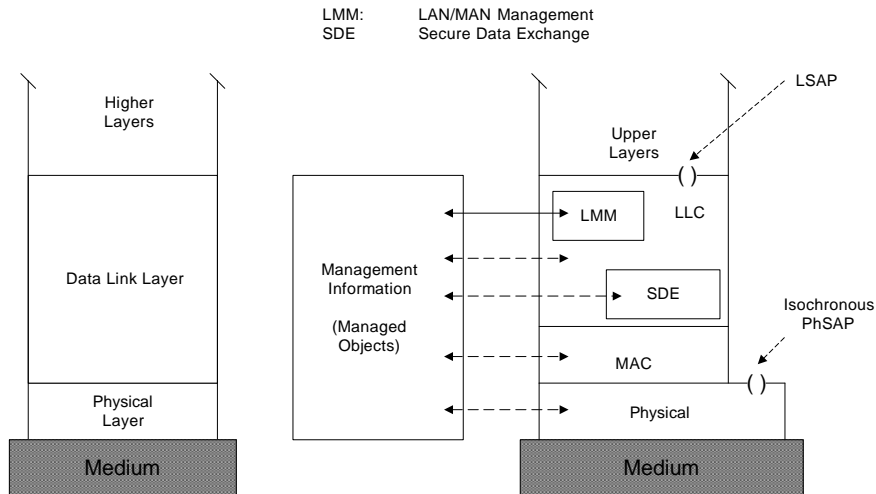 LMM: LAN/MAN Management
SDE Secure Data Exchange
Higher
Layers
Data Link Layer
Physical
Layer
Medium
Management
Information
(Managed
Objects)
LSAP
Upper
Layers
( )
LMM
LLC
SDE
Isochronous
PhSAP
MAC
( )
Physical
Medium